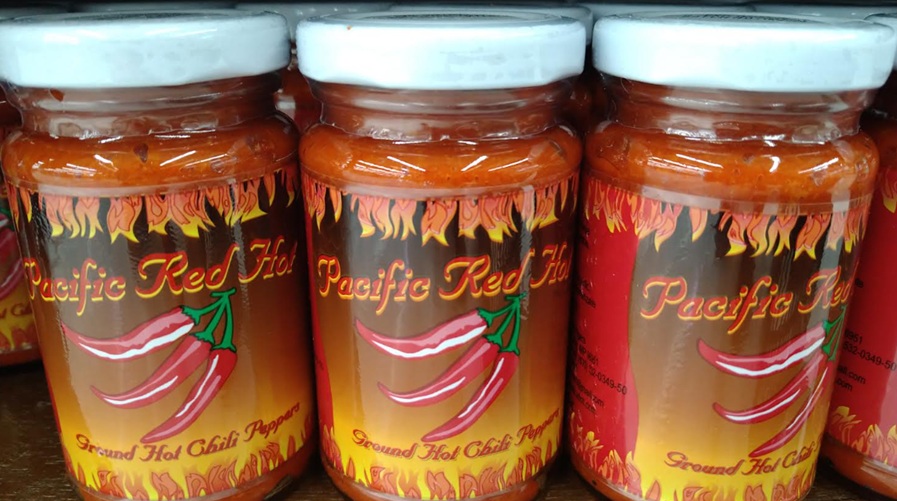 Pacific Red Hot
Ground Hot Chili Peppers
Pacific Red Hot
Ground Hot Chili Peppers
Pacific Red
Ground Hot Chili